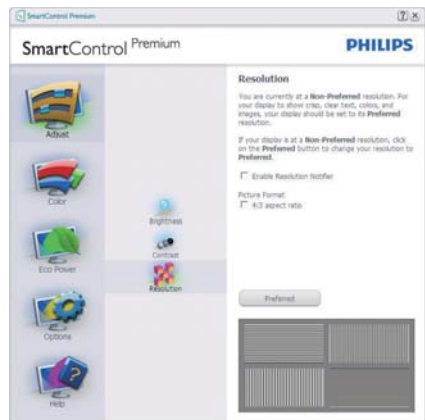 SmartControl Premium
SmartControl Premium
PHILIPS
Adjust
Color
Eco Power
Options
Help
Brightness
Contrast
Resolution
Resolution
You are currently at a Non-Preferred resolution. For
your display to show crisp, clear text, colors, and
images, your display should be set to its Preferred
resolution.
If your display is at a Non-Preferred resolution, click
on the Preferred button to change your resolution to
Preferred.
Enable Resolution Notifier
Picture Format
4:3 aspect ratio
Preferred